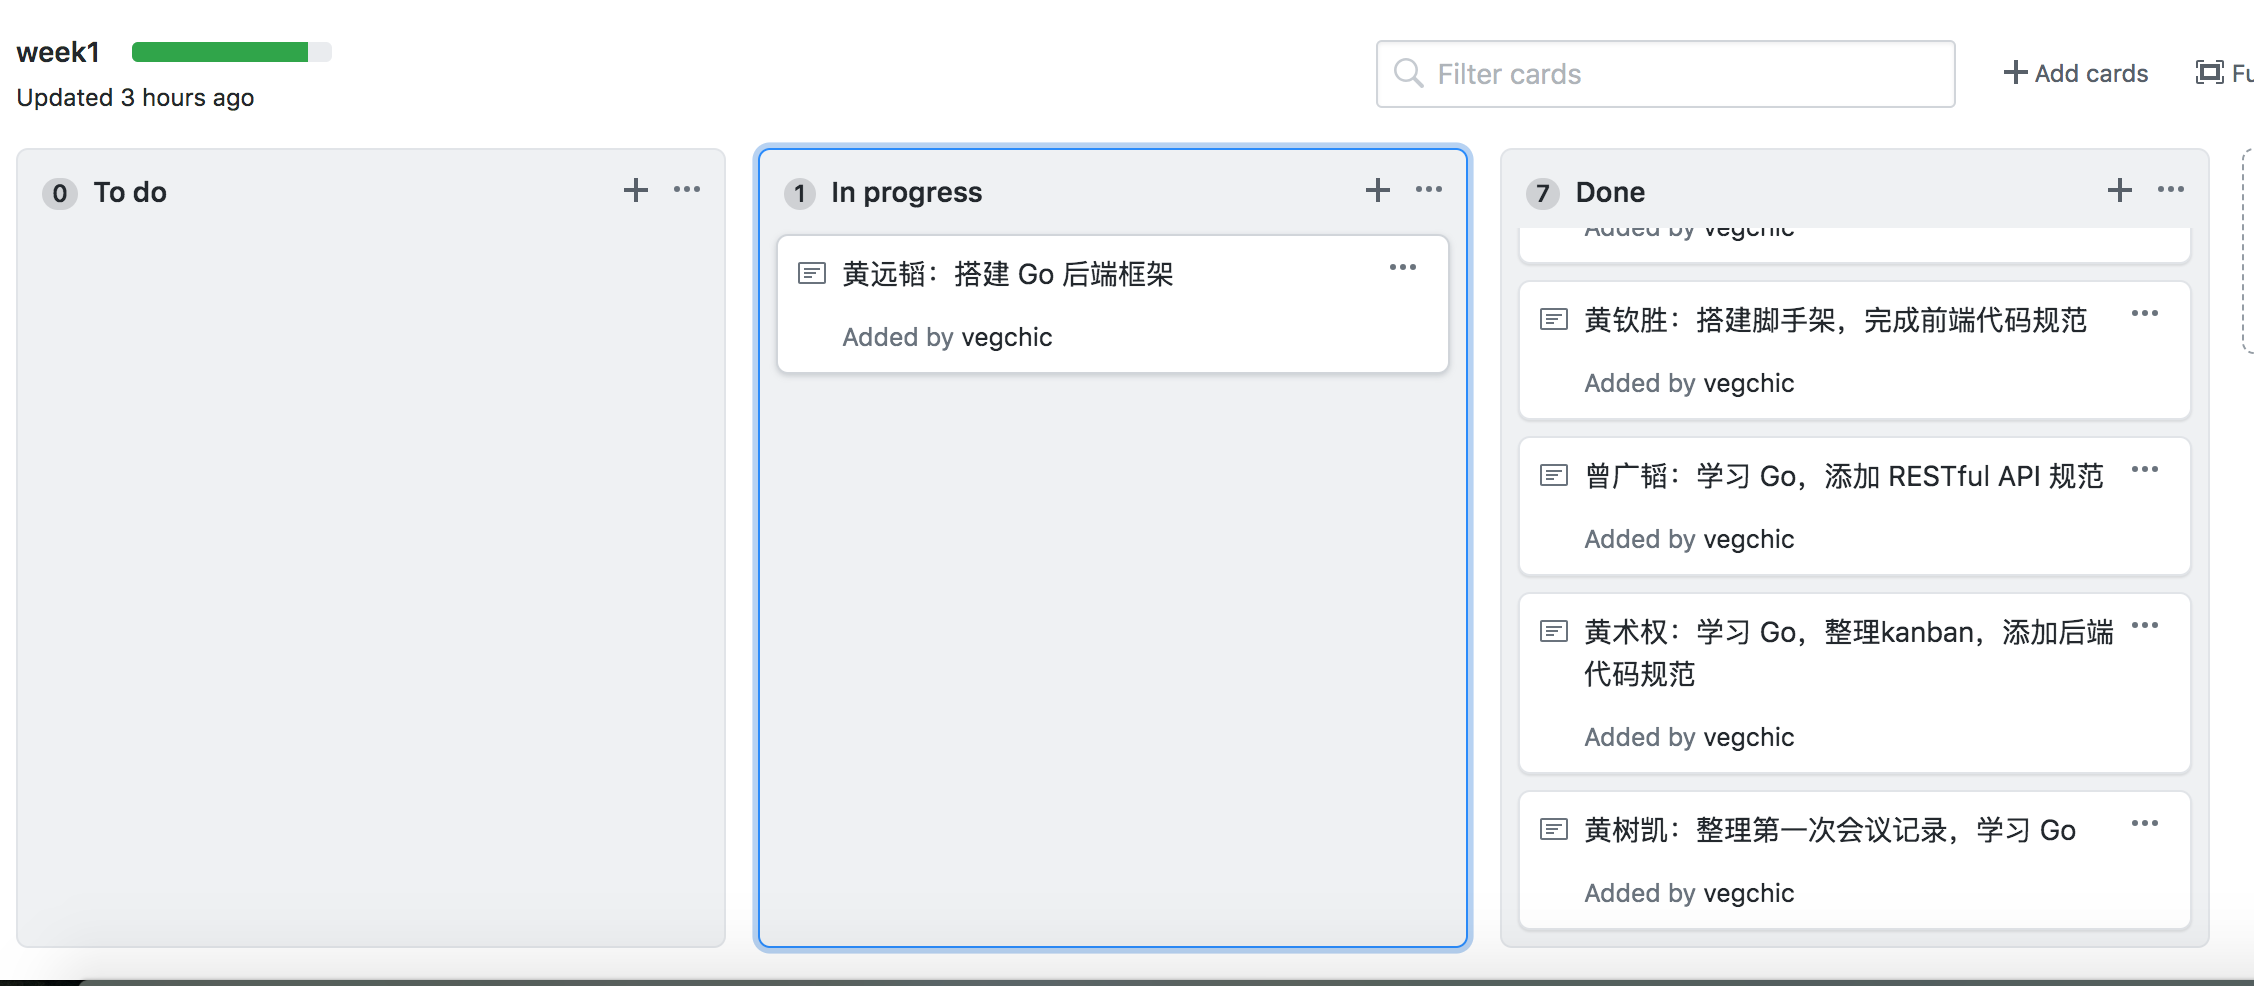 week1
Updated 3 hours ago
Filter cards
Add cards
0 To do
1 In progress
黄远韬：搭建 Go 后端框架
Added by vegchic
7 Done
Added by vegchic
黄钦胜：搭建脚手架，完成前端代码规范
Added by vegchic
曾广韬：学习 Go，添加 RESTful API 规范
Added by vegchic
黄术权：学习 Go，整理kanban，添加后端
代码规范
Added by vegchic
黄树凯：整理第一次会议记录，学习 Go
Added by vegchic